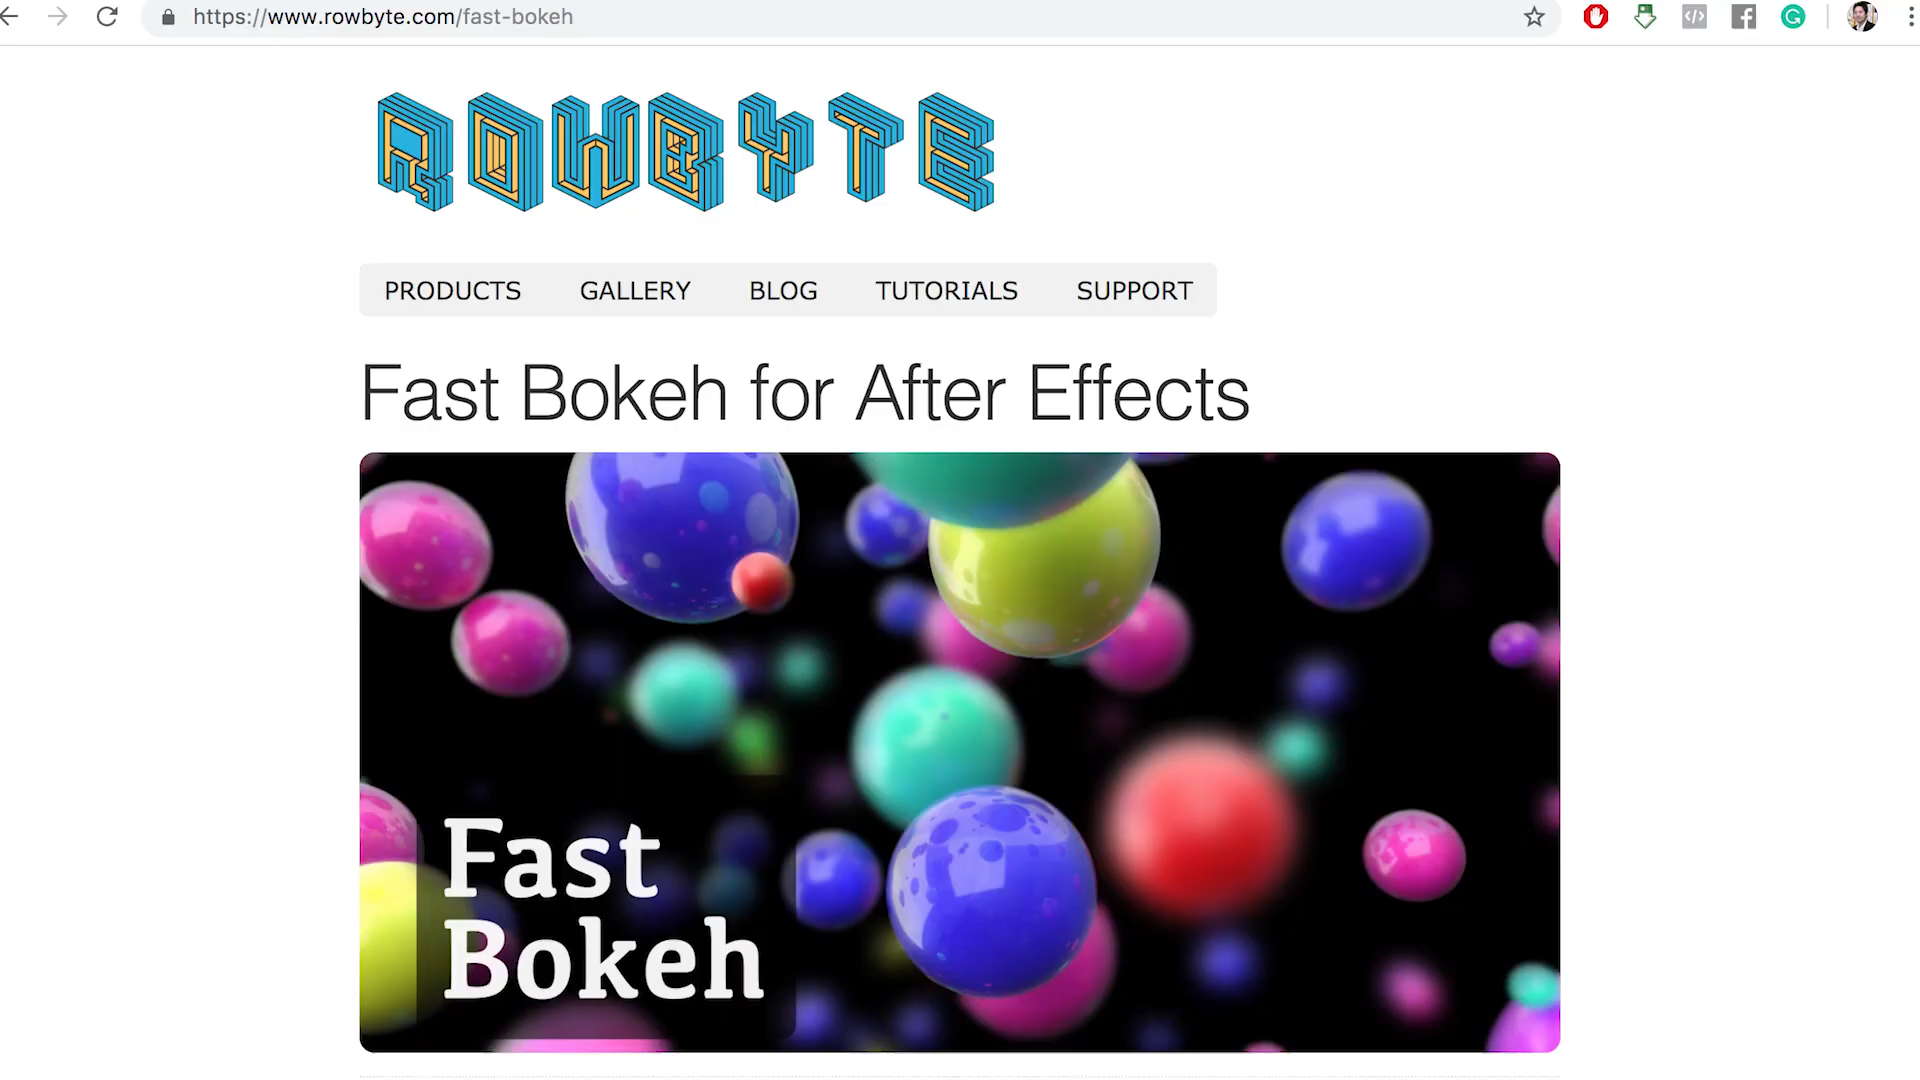 https://www.rowbyte.com/fast-bokeh
ROWBYTE
PRODUCTS GALLERY BLOG TUTORIALS SUPPORT
Fast Bokeh for After Effects
Fast
Bokeh